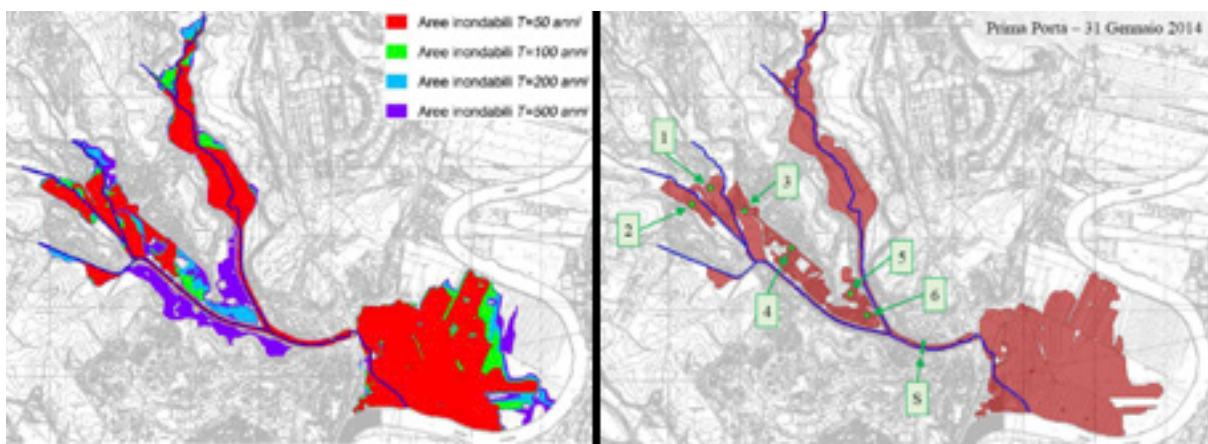 Aree inondabili T=50 anni
Aree inondabili T=100 anni
Aree inondabili T=200 anni
Aree inondabili T=500 anni
Prima Porta – 31 Gennaio 2014
1
3
2
5
6
4
S